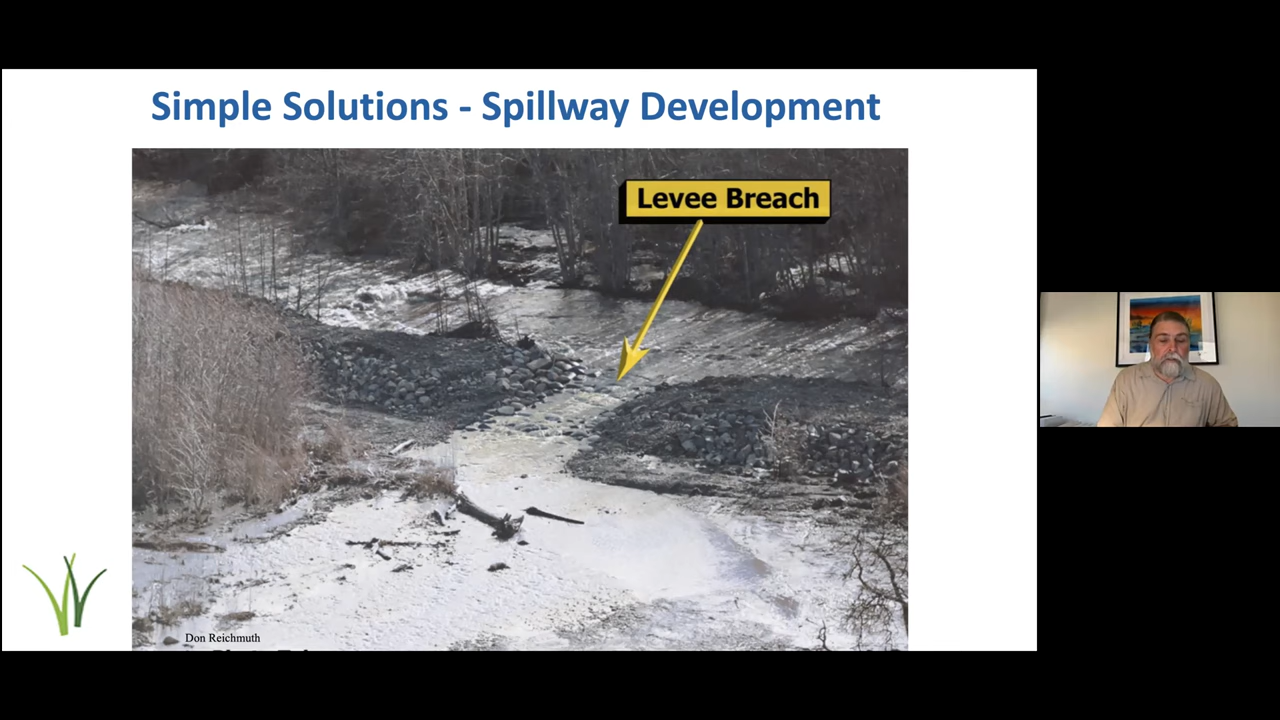 Simple Solutions - Spillway Development
Levee Breach
Don Reichmuth